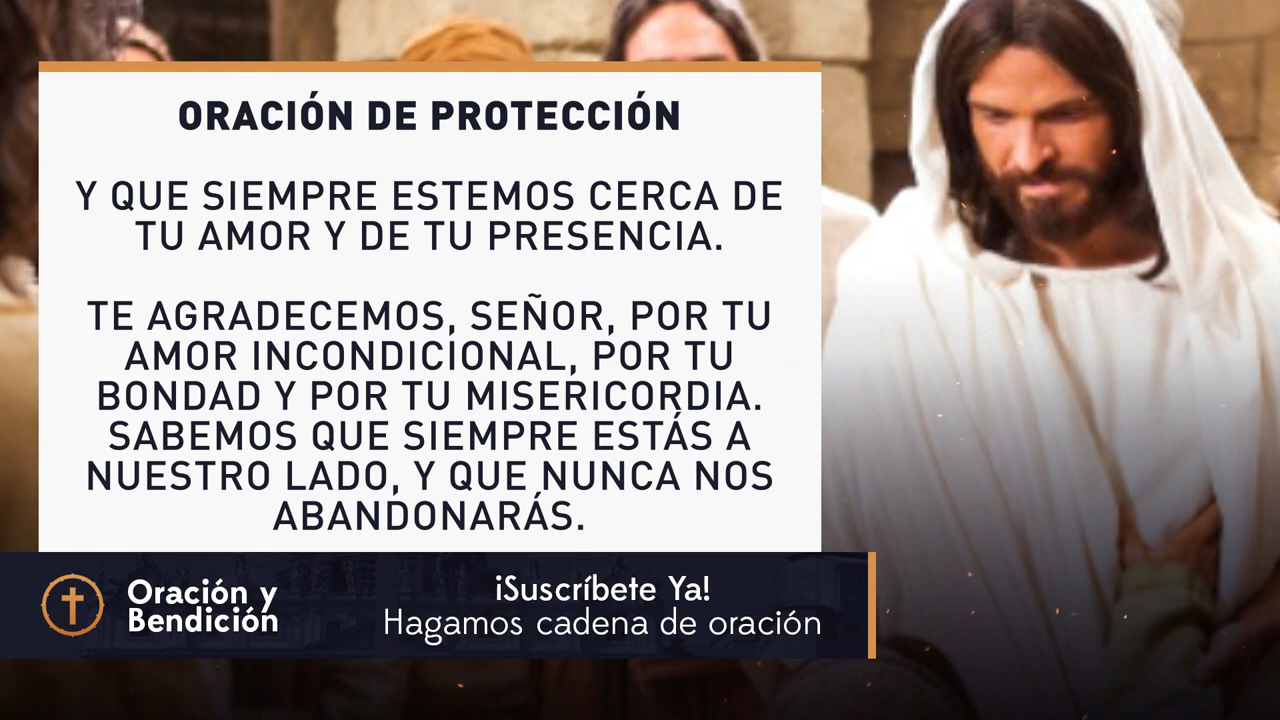 ORACIÓN DE PROTECCIÓN
Y QUE SIEMPRE ESTEMOS CERCA DE
TU AMOR Y DE TU PRESENCIA.
TE AGRADECEMOS, SEÑOR, POR TU
AMOR INCONDICIONAL, POR TU
BONDAD Y POR TU MISERICORDIA.
SABEMOS QUE SIEMPRE ESTÁS A
NUESTRO LADO, Y QUE NUNCA NOS
ABANDONARÁS.
Oración y
Bendición
¡Suscríbete Ya!
Hagamos cadena de oración